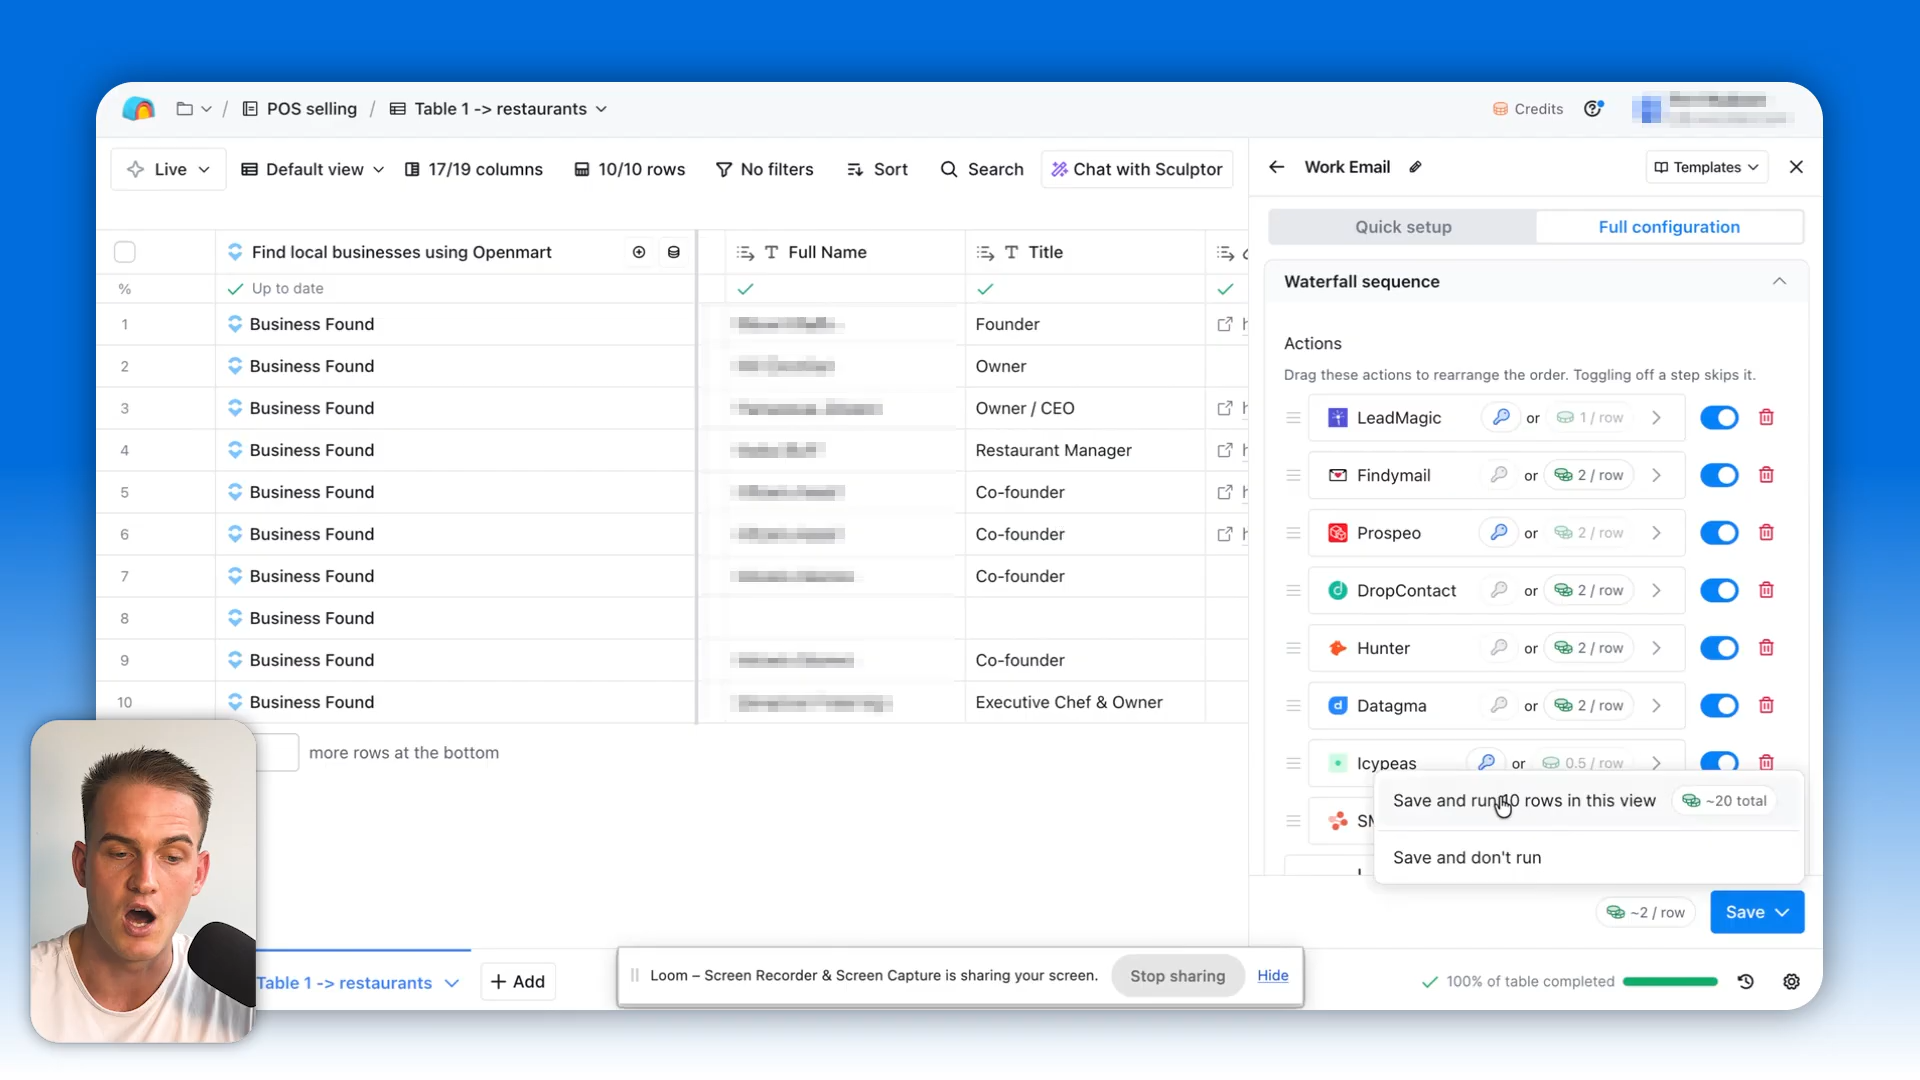 POS selling / Table 1 -> restaurants
Credits
Live
Default view
17/19 columns
10/10 rows
No filters
Sort
Search
Chat with Sculptor
Find local businesses using Openmart
Full Name
Title
%
Up to date
1 Business Found Founder
2 Business Found Owner
3 Business Found Owner / CEO
4 Business Found Restaurant Manager
5 Business Found Co-founder
6 Business Found Co-founder
7 Business Found Co-founder
8 Business Found
9 Business Found Co-founder
10 Business Found Executive Chef & Owner
more rows at the bottom
Work Email
Templates
Quick setup
Full configuration
Waterfall sequence
Actions
Drag these actions to rearrange the order. Toggling off a step skips it.
LeadMagic or 1 / row
Findymail or 2 / row
Prospeo or 2 / row
DropContact or 2 / row
Hunter or 2 / row
Datagma or 2 / row
Icypeas or 0.5 / row
Save and run 10 rows in this view ~20 total
Save and don't run
~2 / row
Save
Table 1 -> restaurants
+ Add
Loom – Screen Recorder & Screen Capture is sharing your screen.
Stop sharing
Hide
100% of table completed